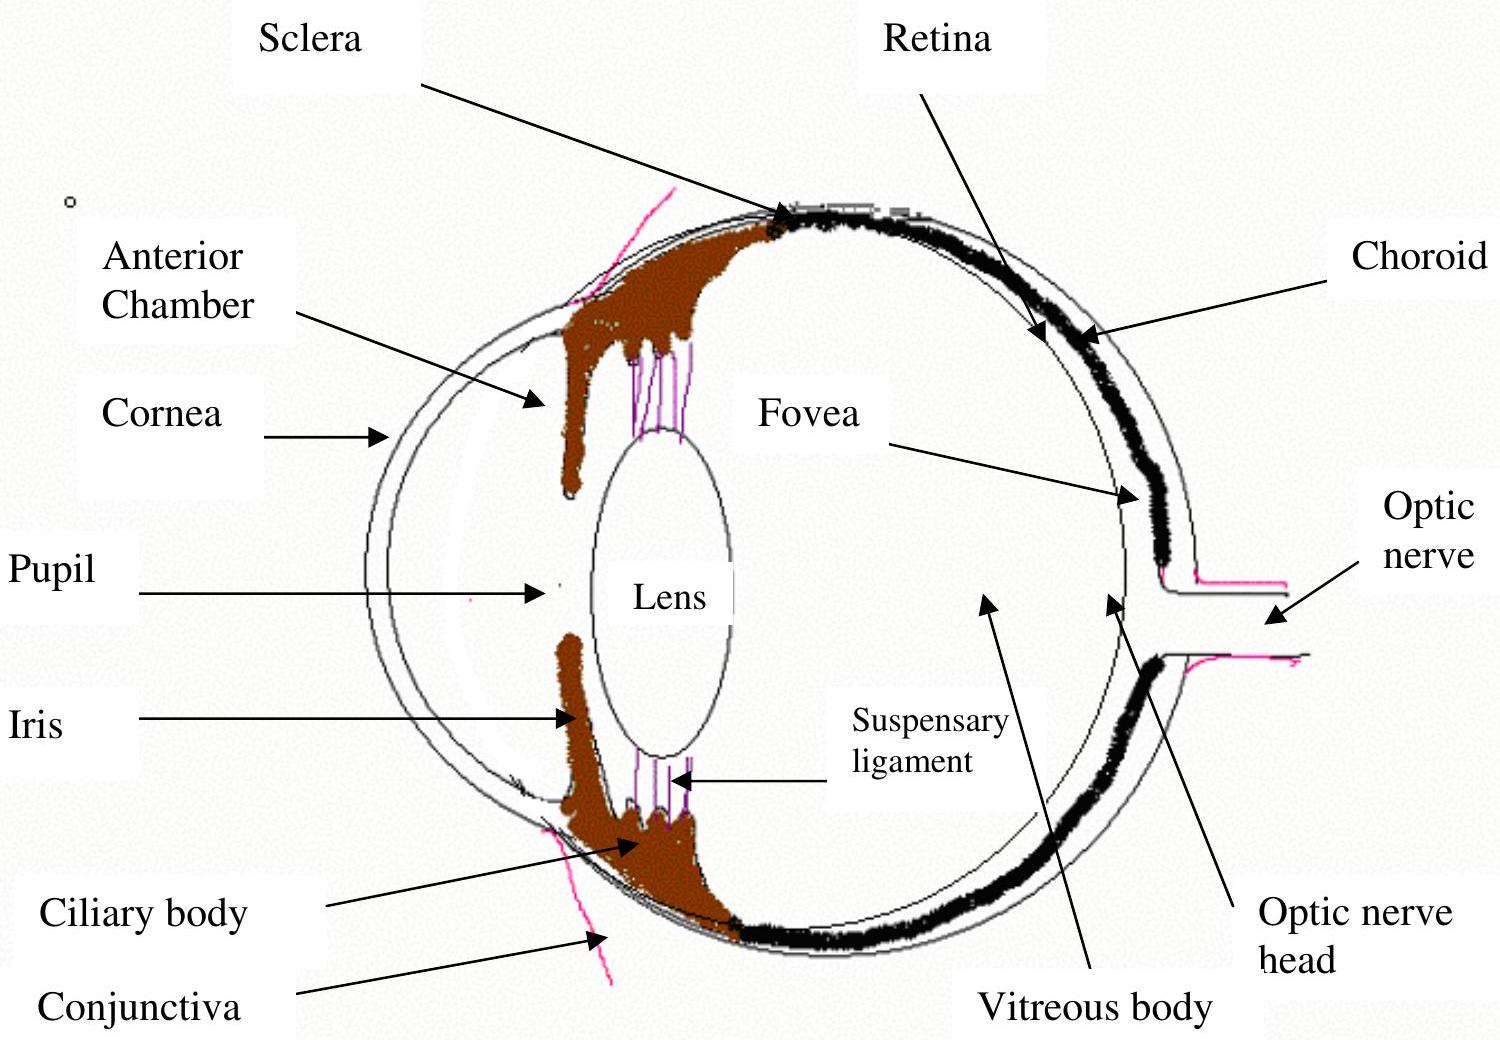 Sclera
Retina
Anterior
Chamber
Choroid
Cornea
Fovea
Optic
nerve
Pupil
Lens
Iris
Suspensary
ligament
Ciliary body
Optic nerve
head
Conjunctiva
Vitreous body